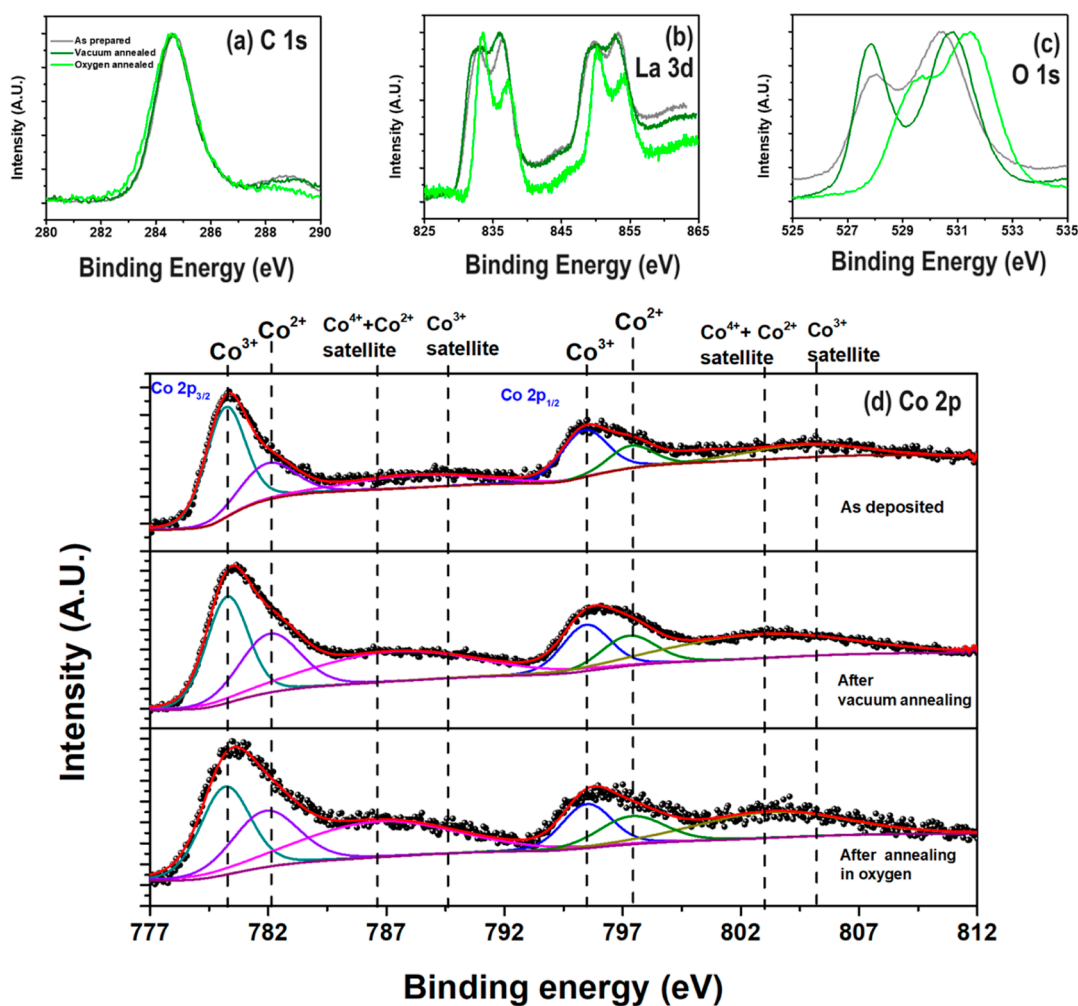 (a) C 1s
As prepared
Vacuum annealed
Oxygen annealed
Intensity (A.U.)
280 282 284 286 288 290
Binding Energy (eV)
(b)
La 3d
Intensity (A.U.)
825 835 845 855 865
Binding Energy (eV)
(c)
O 1s
Intensity (A.U.)
525 527 529 531 533 535
Binding Energy (eV)
Co³⁺
Co²⁺
Co⁴⁺+Co²⁺
satellite
Co³⁺
satellite
Co³⁺
Co²⁺
Co⁴⁺+ Co²⁺
satellite
Co³⁺
satellite
Co 2p₃/₂
Co 2p₁/₂
(d) Co 2p
As deposited
After
vacuum annealing
After annealing
in oxygen
Intensity (A.U.)
777 782 787 792 797 802 807 812
Binding energy (eV)